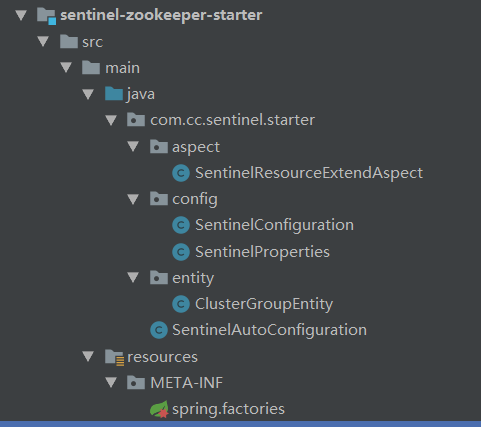 sentinel-zookeeper-starter
src
main
java
com.cc.sentinel.starter
aspect
SentinelResourceExtendAspect
config
SentinelConfiguration
SentinelProperties
entity
ClusterGroupEntity
SentinelAutoConfiguration
resources
META-INF
spring.factories